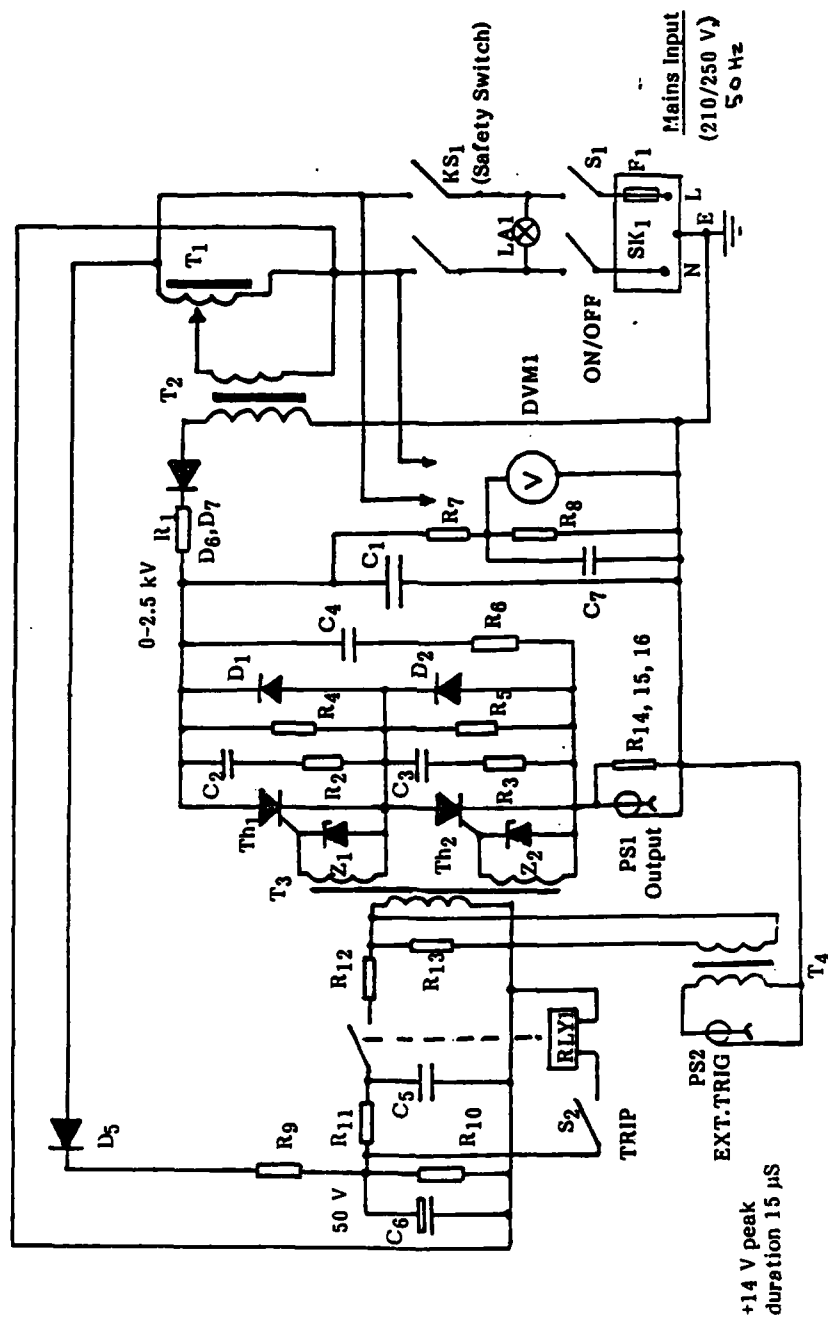 D5
R9
50 V
C6
R11
R10
C5
R12
R13
S2
TRIP
RLY1
PS2
EXT.TRIG
T4
+14 V peak
duration 15 µS
T3
Th1
Z1
Th2
Z2
C2
R2
C3
R3
R4
R5
D1
D2
C4
R6
PS1
Output
R14, 15, 16
0-2.5 kV
R1
D6,D7
C1
R7
R8
C7
V
DVM1
T2
T1
KS1
(Safety Switch)
LA1
S1
ON/OFF
SK1
F1
N
E
L
Mains Input
(210/250 V)
50 Hz